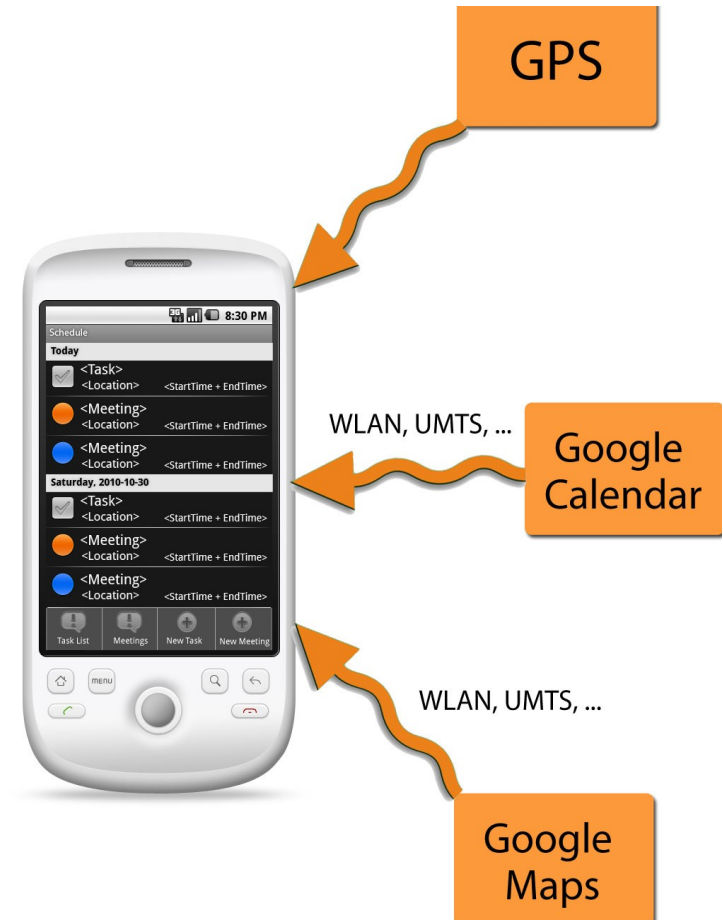 GPS
3G
8:30 PM
Schedule
Today
<Task>
<Location> <StartTime + EndTime>
<Meeting>
<Location> <StartTime + EndTime>
<Meeting>
<Location> <StartTime + EndTime>
Saturday, 2010-10-30
<Task>
<Location> <StartTime + EndTime>
<Meeting>
<Location> <StartTime + EndTime>
<Meeting>
<Location> <StartTime + EndTime>
Task List Meetings New Task New Meeting
MENU
WLAN, UMTS, ...
Google
Calendar
WLAN, UMTS, ...
Google
Maps